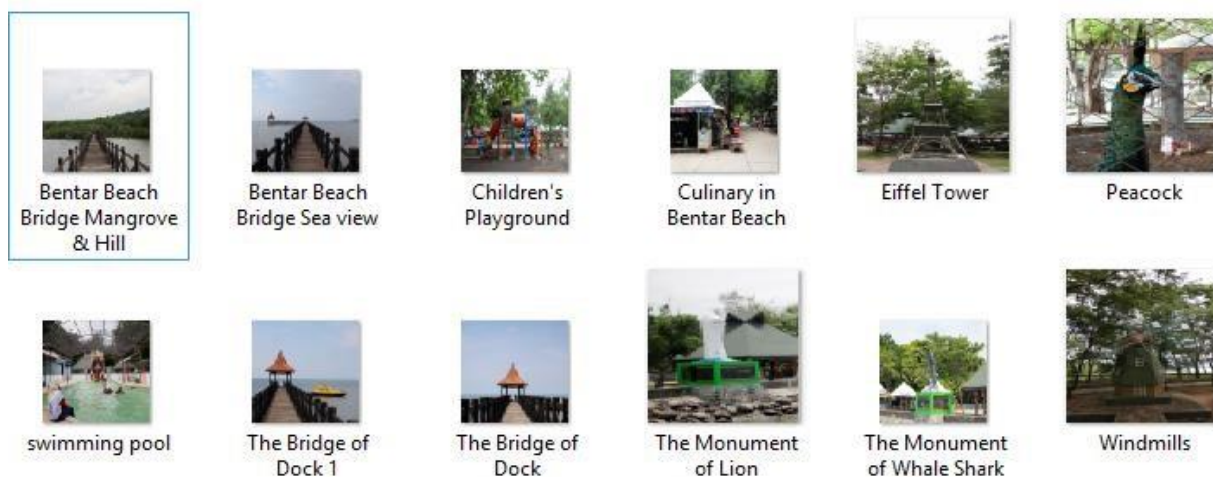 Bentar Beach
Bridge Mangrove
& Hill
Bentar Beach
Bridge Sea view
Children's
Playground
Culinary in
Bentar Beach
Eiffel Tower
Peacock
swimming pool
The Bridge of
Dock 1
The Bridge of
Dock
The Monument
of Lion
The Monument
of Whale Shark
Windmills